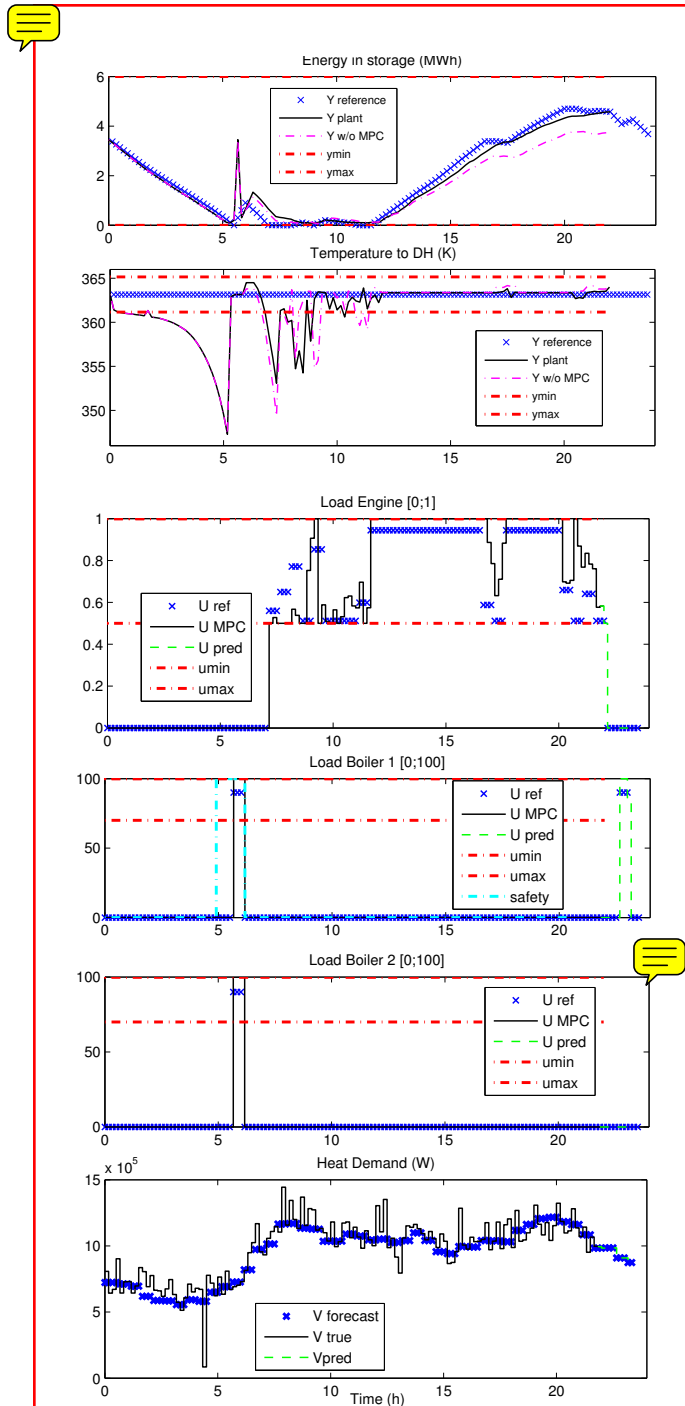 Energy in storage (MWh)
6
4
2
0
Y reference
Y plant
Y w/o MPC
ymin
ymax
0 5 10 15 20
Temperature to DH (K)
365
360
355
350
Y reference
Y plant
Y w/o MPC
ymin
ymax
0 5 10 15 20
Load Engine [0;1]
1
0.8
0.6
0.4
0.2
0
U ref
U MPC
U pred
umin
umax
0 5 10 15 20
Load Boiler 1 [0;100]
100
50
0
U ref
U MPC
U pred
umin
umax
safety
0 5 10 15 20
Load Boiler 2 [0;100]
100
50
0
U ref
U MPC
U pred
umin
umax
0 5 10 15 20
Heat Demand (W)
x 10^5
15
10
5
0
V forecast
V true
Vpred
0 5 10 15 20
Time (h)